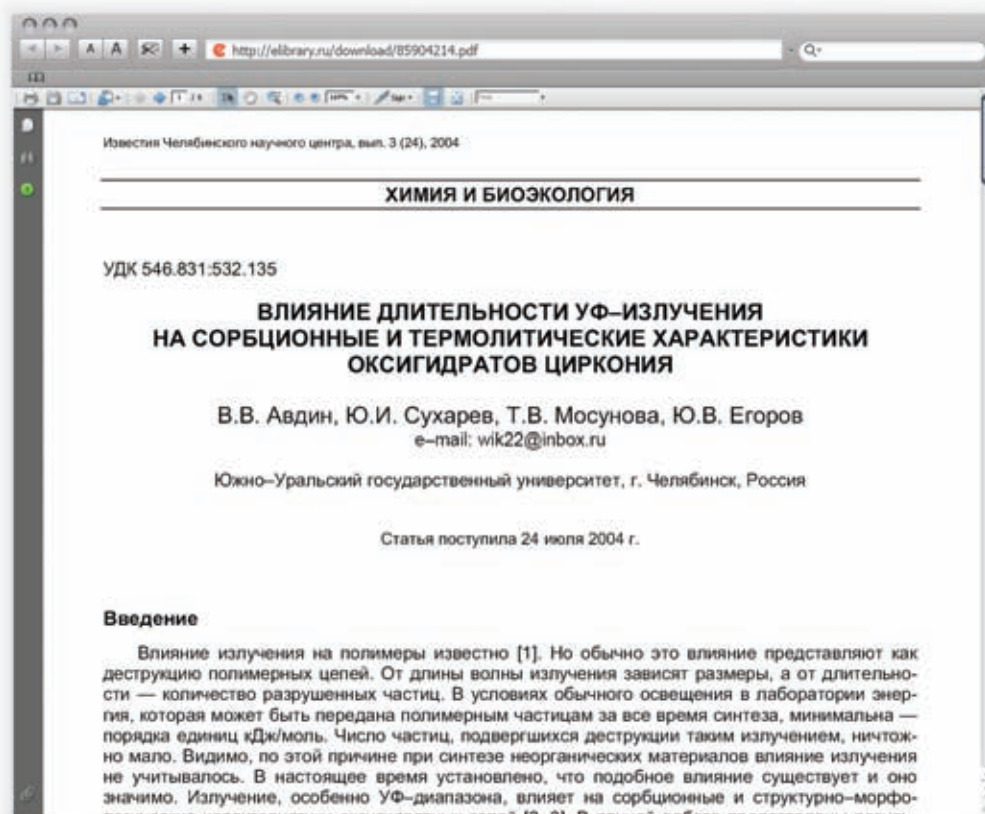 A A +
http://elibrary.ru/download/85904214.pdf
Известия Челябинского научного центра, вып. 3 (24), 2004
ХИМИЯ И БИОЭКОЛОГИЯ
УДК 546.831:532.135
ВЛИЯНИЕ ДЛИТЕЛЬНОСТИ УФ–ИЗЛУЧЕНИЯ
НА СОРБЦИОННЫЕ И ТЕРМОЛИТИЧЕСКИЕ ХАРАКТЕРИСТИКИ
ОКСИГИДРАТОВ ЦИРКОНИЯ
В.В. Авдин, Ю.И. Сухарев, Т.В. Мосунова, Ю.В. Егоров
e–mail: wik22@inbox.ru
Южно–Уральский государственный университет, г. Челябинск, Россия
Статья поступила 24 июля 2004 г.
Введение
Влияние излучения на полимеры известно [1]. Но обычно это влияние представляют как
деструкцию полимерных цепей. От длины волны излучения зависят размеры, а от длительно-
сти — количество разрушенных частиц. В условиях обычного освещения в лаборатории энер-
гия, которая может быть передана полимерным частицам за все время синтеза, минимальна —
порядка единиц кДж/моль. Число частиц, подвергшихся деструкции таким излучением, ничтож-
но мало. Видимо, по этой причине при синтезе неорганических материалов влияние излучения
не учитывалось. В настоящее время установлено, что подобное влияние существует и оно
значимо. Излучение, особенно УФ–диапазона, влияет на сорбционные и структурно–морфо-